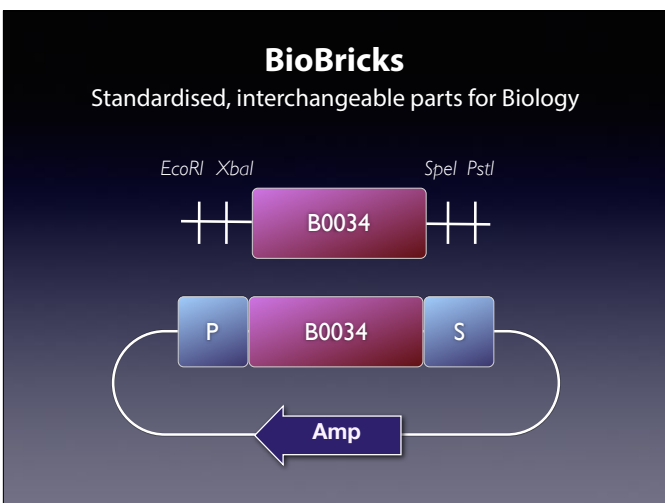 BioBricks
Standardised, interchangeable parts for Biology
EcoRI XbaI SpeI PstI
B0034
P B0034 S
Amp